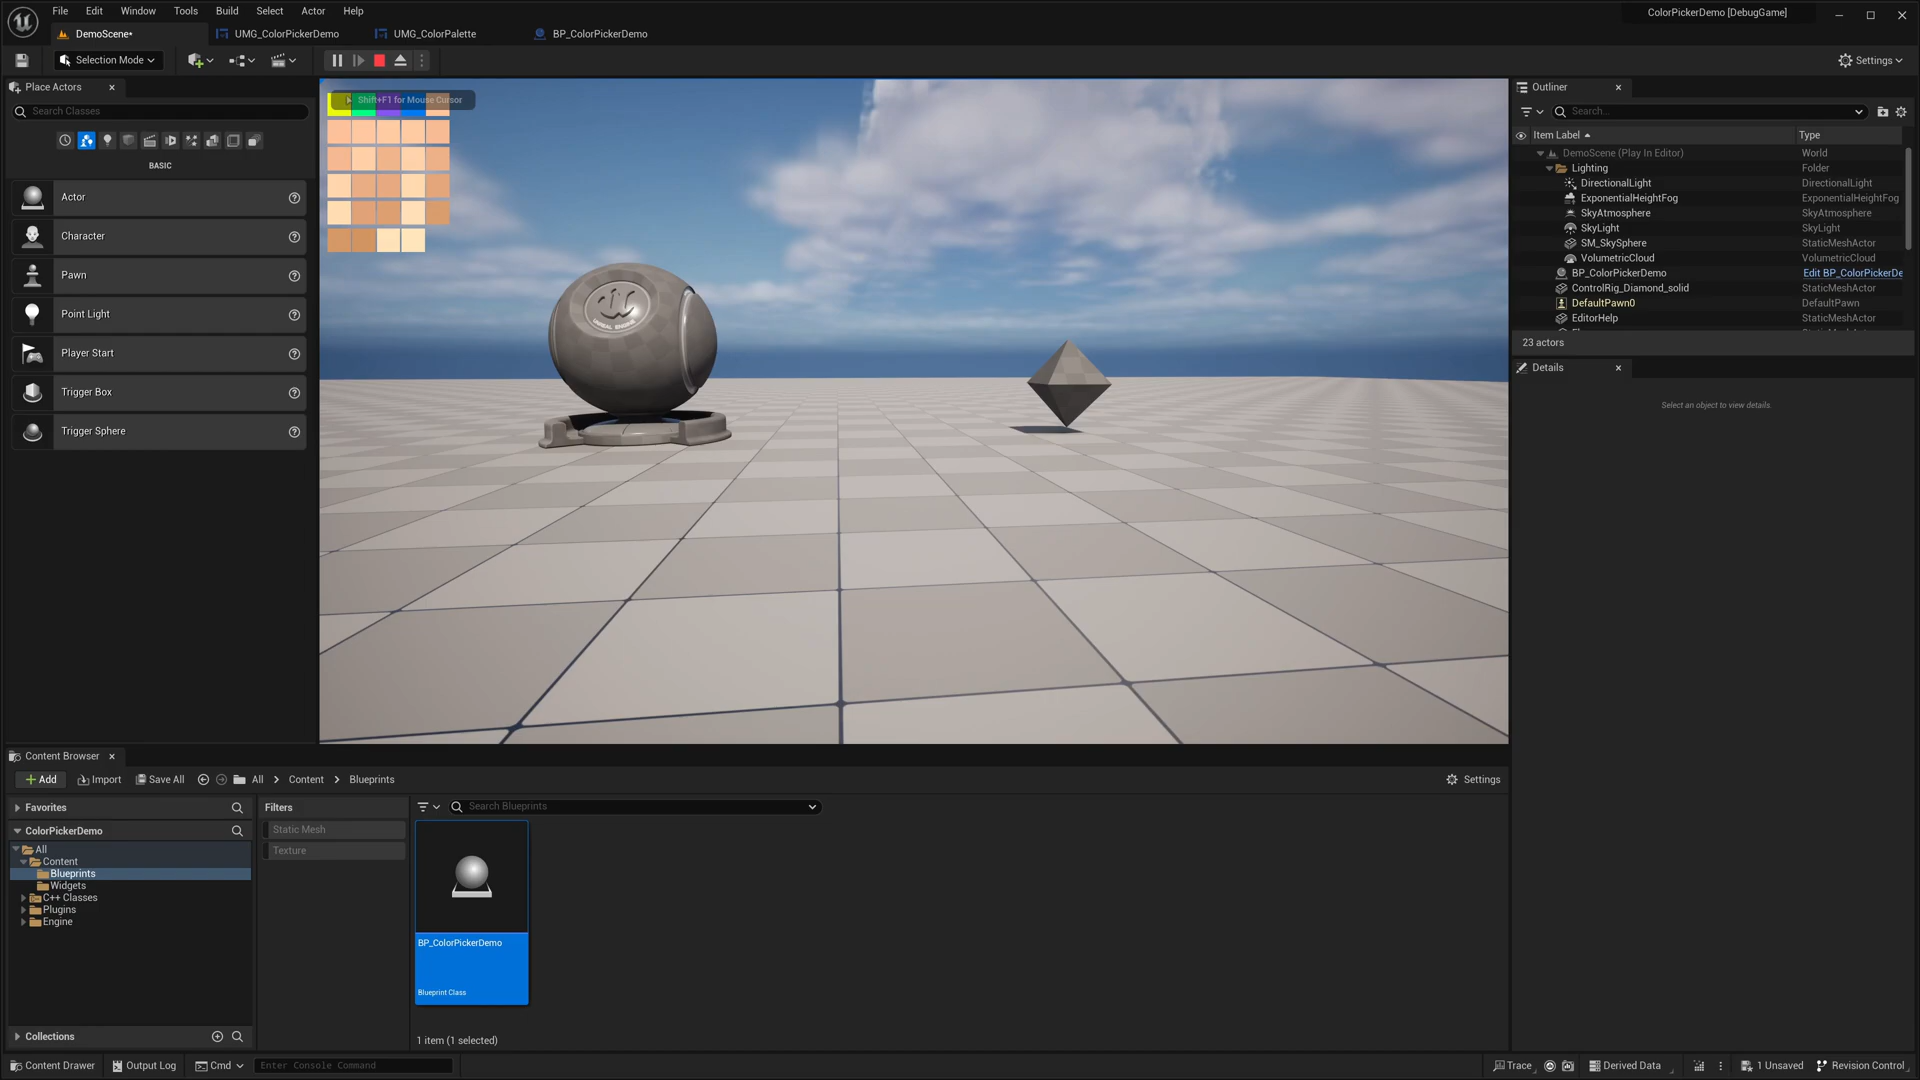 File Edit Window Tools Build Select Actor Help
ColorPickerDemo [DebugGame]
DemoScene* UMG_ColorPickerDemo UMG_ColorPalette BP_ColorPickerDemo
Selection Mode
Settings
Place Actors
Search Classes
BASIC
Actor
Character
Pawn
Point Light
Player Start
Trigger Box
Trigger Sphere
Shift+F1 for Mouse Cursor
UNREAL ENGINE
Outliner
Search...
Item Label Type
DemoScene (Play In Editor) World
Lighting Folder
DirectionalLight DirectionalLight
ExponentialHeightFog ExponentialHeightFog
SkyAtmosphere SkyAtmosphere
SkyLight SkyLight
SM_SkySphere StaticMeshActor
VolumetricCloud VolumetricCloud
BP_ColorPickerDemo Edit BP_ColorPickerDe
ControlRig_Diamond_solid StaticMeshActor
DefaultPawn0 DefaultPawn
EditorHelp StaticMeshActor
23 actors
Details
Select an object to view details.
Content Browser
Add Import Save All All Content Blueprints
Settings
Favorites
ColorPickerDemo
All
Content
Blueprints
Widgets
C++ Classes
Plugins
Engine
Collections
Filters
Static Mesh
Texture
Search Blueprints
BP_ColorPickerDemo
Blueprint Class
1 item (1 selected)
Content Drawer Output Log Cmd Enter Console Command
Trace Derived Data 1 Unsaved Revision Control